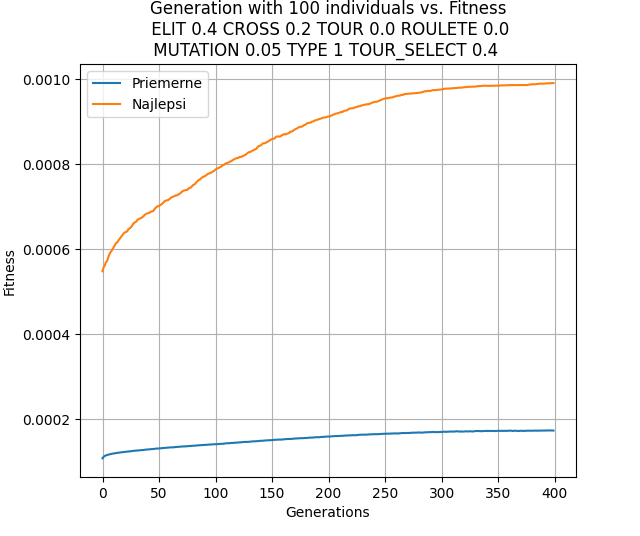 Generation with 100 individuals vs. Fitness
ELIT 0.4 CROSS 0.2 TOUR 0.0 ROULETE 0.0
MUTATION 0.05 TYPE 1 TOUR_SELECT 0.4
Priemerne
Najlepsi
0.0010
0.0008
0.0006
0.0004
0.0002
Fitness
0 50 100 150 200 250 300 350 400
Generations